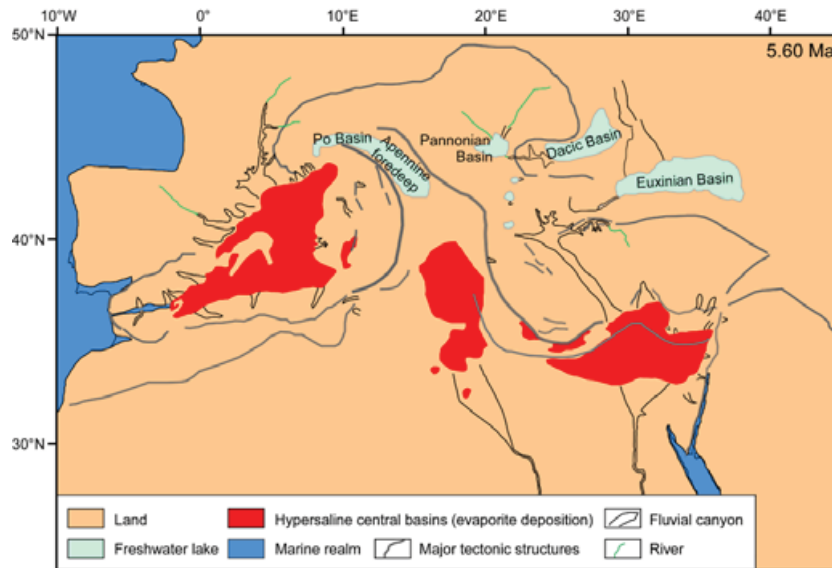 10°W
0°
10°E
20°E
30°E
40°E
50°N
5.60 Ma
Po Basin
Apennine
foredeep
Pannonian
Basin
Dacic Basin
Euxinian Basin
40°N
30°N
Land
Hypersaline central basins (evaporite deposition)
Fluvial canyon
Freshwater lake
Marine realm
Major tectonic structures
River